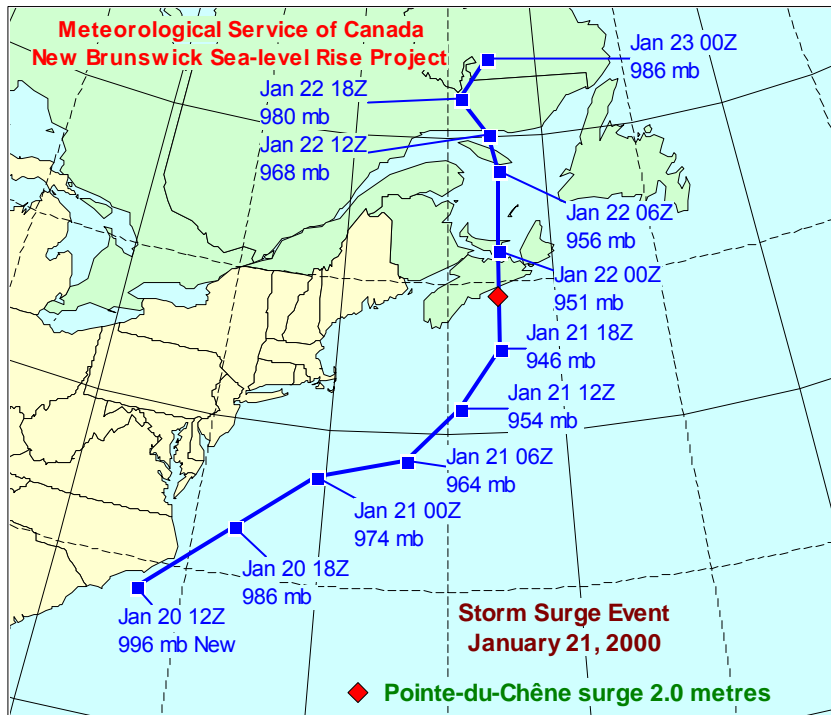 Meteorological Service of Canada
New Brunswick Sea-level Rise Project
Jan 23 00Z
986 mb
Jan 22 18Z
980 mb
Jan 22 12Z
968 mb
Jan 22 06Z
956 mb
Jan 22 00Z
951 mb
Jan 21 18Z
946 mb
Jan 21 12Z
954 mb
Jan 21 06Z
964 mb
Jan 21 00Z
974 mb
Jan 20 18Z
986 mb
Jan 20 12Z
996 mb New
Storm Surge Event
January 21, 2000
Pointe-du-Chêne surge 2.0 metres